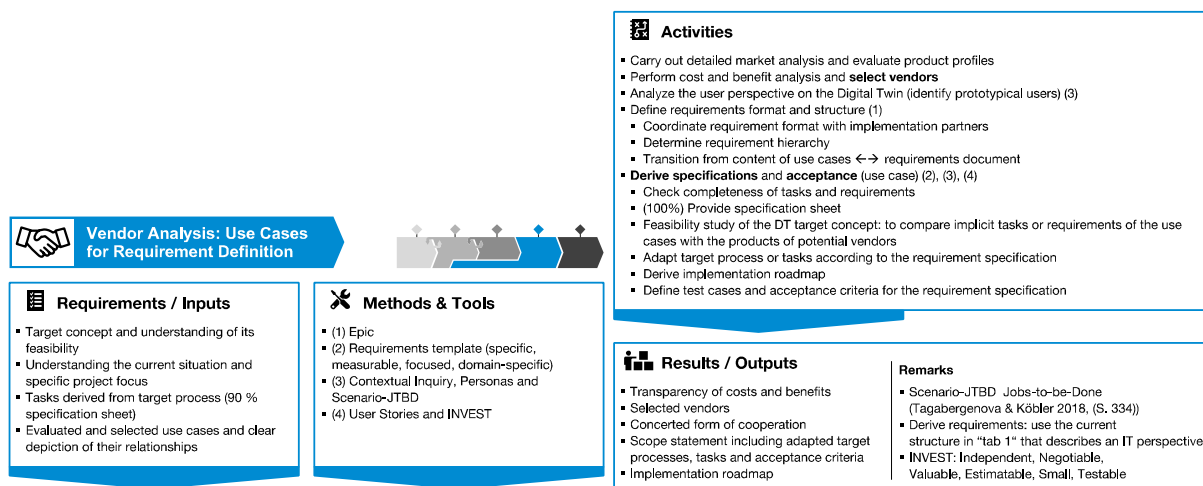 Vendor Analysis: Use Cases
for Requirement Definition
Requirements / Inputs
▪ Target concept and understanding of its
feasibility
▪ Understanding the current situation and
specific project focus
▪ Tasks derived from target process (90 %
specification sheet)
▪ Evaluated and selected use cases and clear
depiction of their relationships
Methods & Tools
▪ (1) Epic
▪ (2) Requirements template (specific,
measurable, focused, domain-specific)
▪ (3) Contextual Inquiry, Personas and
Scenario-JTBD
▪ (4) User Stories and INVEST
Activities
▪ Carry out detailed market analysis and evaluate product profiles
▪ Perform cost and benefit analysis and select vendors
▪ Analyze the user perspective on the Digital Twin (identify prototypical users) (3)
▪ Define requirements format and structure (1)
▪ Coordinate requirement format with implementation partners
▪ Determine requirement hierarchy
▪ Transition from content of use cases ←→ requirements document
▪ Derive specifications and acceptance (use case) (2), (3), (4)
▪ Check completeness of tasks and requirements
▪ (100%) Provide specification sheet
▪ Feasibility study of the DT target concept: to compare implicit tasks or requirements of the use
cases with the products of potential vendors
▪ Adapt target process or tasks according to the requirement specification
▪ Derive implementation roadmap
▪ Define test cases and acceptance criteria for the requirement specification
Results / Outputs
▪ Transparency of costs and benefits
▪ Selected vendors
▪ Concerted form of cooperation
▪ Scope statement including adapted target
processes, tasks and acceptance criteria
▪ Implementation roadmap
Remarks
▪ Scenario-JTBD Jobs-to-be-Done
(Tagabergenova & Köbler 2018, (S. 334))
▪ Derive requirements: use the current
structure in "tab 1" that describes an IT perspective
▪ INVEST: Independent, Negotiable,
Valuable, Estimatable, Small, Testable